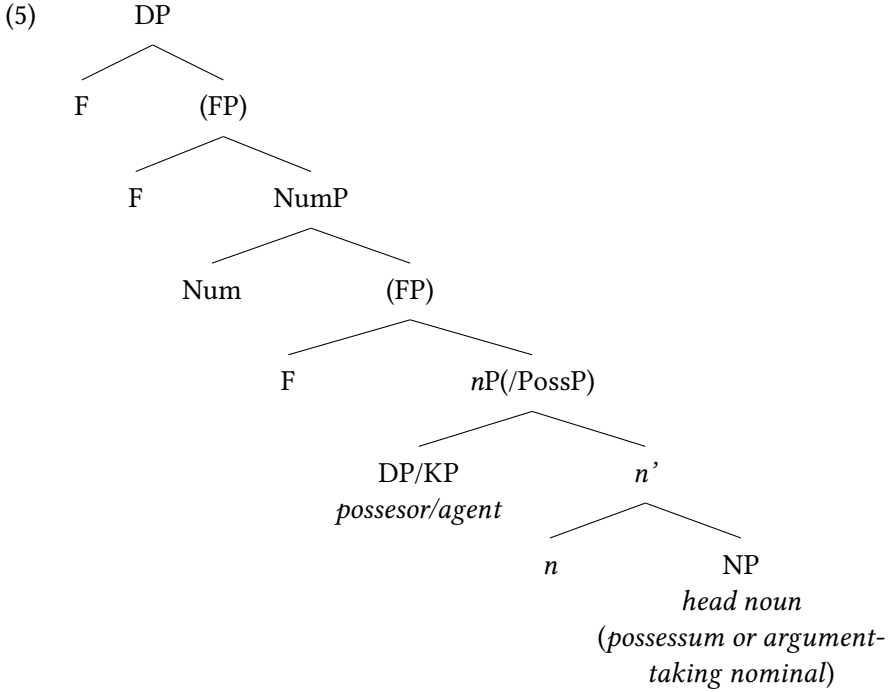 (5) DP
F (FP)
F NumP
Num (FP)
F nP(/PossP)
DP/KP n’
possesor/agent
n NP
head noun
(possessum or argument-
taking nominal)